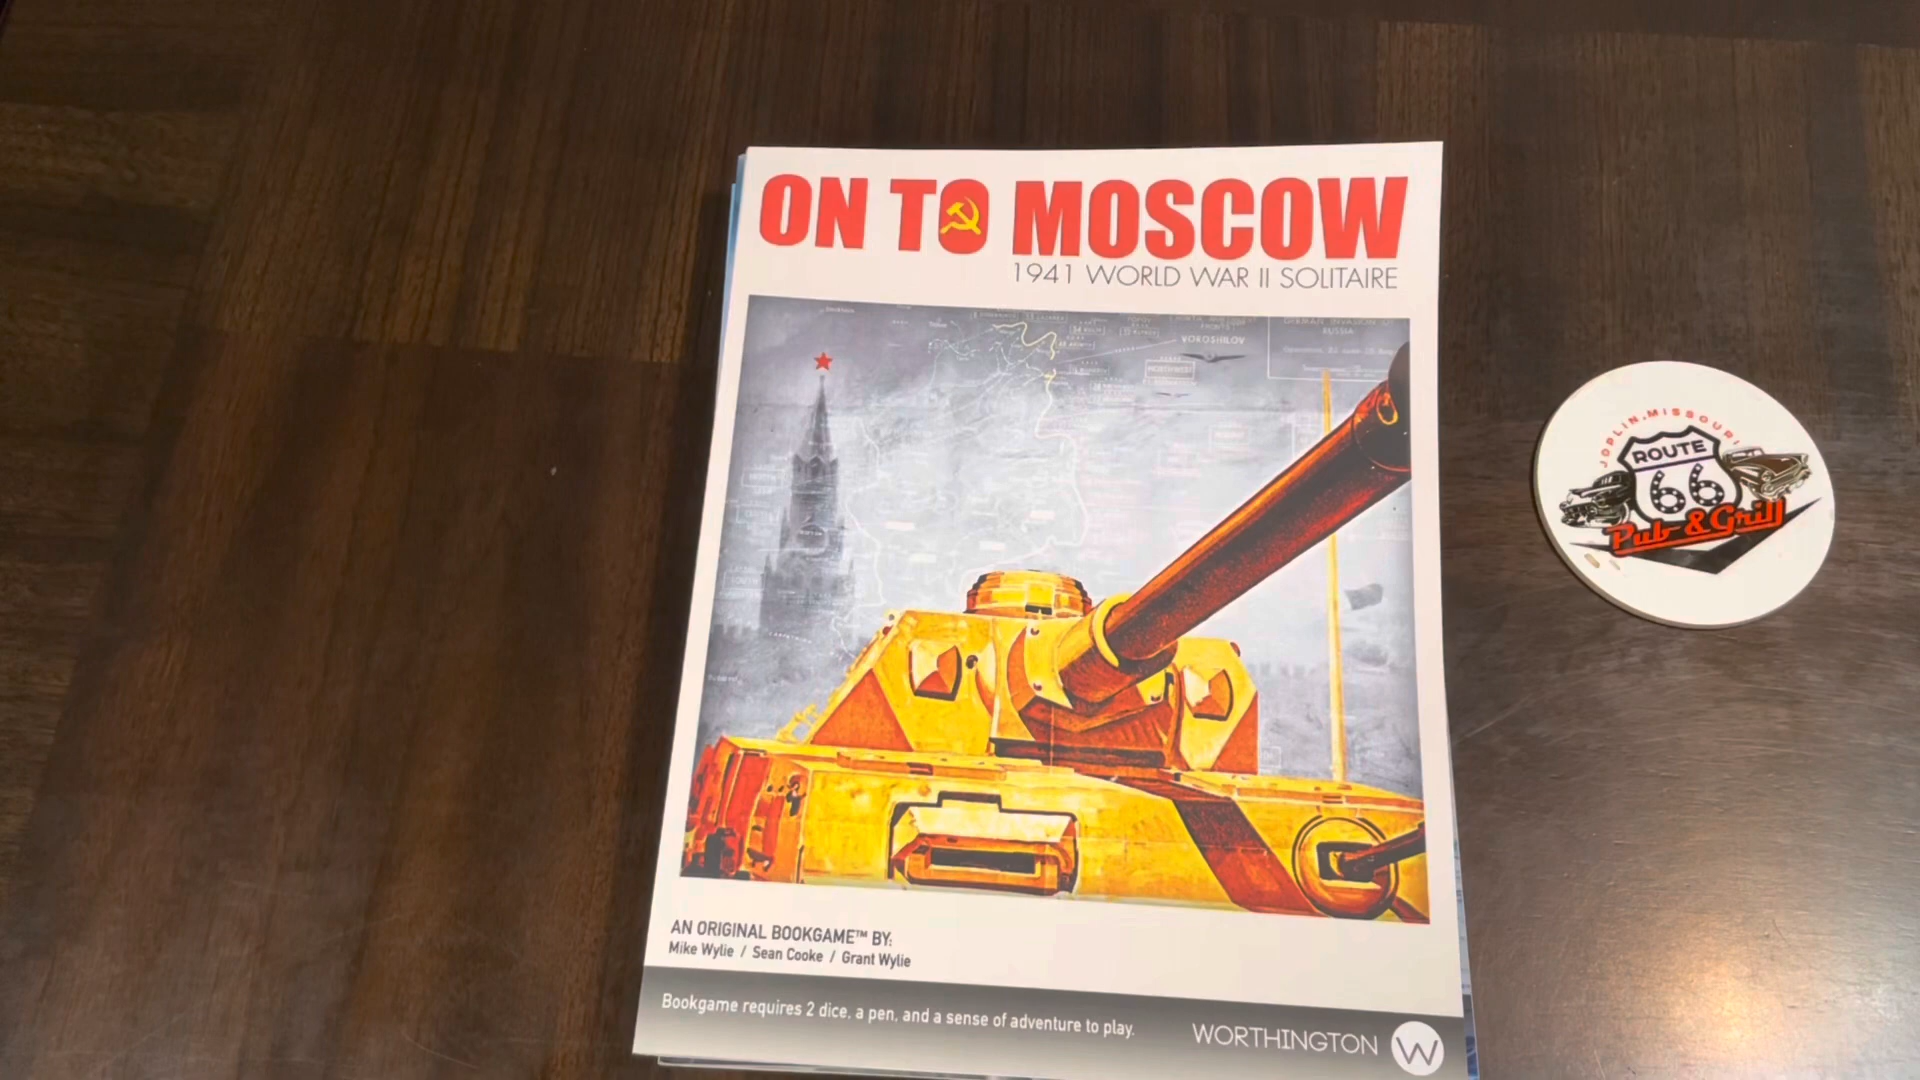 ON TO MOSCOW
1941 WORLD WAR II SOLITAIRE
VOROSHILOV
RUSSIA
AN ORIGINAL BOOKGAME™ BY:
Mike Wylie / Sean Cooke / Grant Wylie
Bookgame requires 2 dice, a pen, and a sense of adventure to play.
WORTHINGTON W
JOPLIN, MISSOURI
ROUTE
66
Pub & Grill